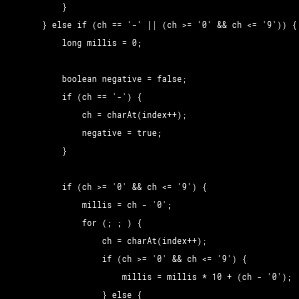 }
} else if (ch == '-' || (ch >= '0' && ch <= '9')) {
long millis = 0;
boolean negative = false;
if (ch == '-') {
ch = charAt(index++);
negative = true;
}
if (ch >= '0' && ch <= '9') {
millis = ch - '0';
for (; ; ) {
ch = charAt(index++);
if (ch >= '0' && ch <= '9') {
millis = millis * 10 + (ch - '0');
} else {